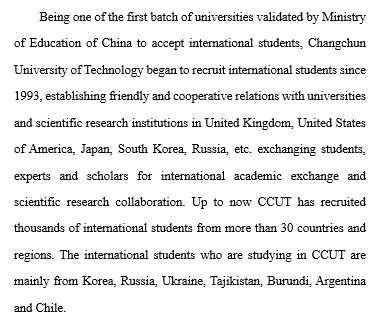 Being one of the first batch of universities validated by Ministry
of Education of China to accept international students, Changchun
University of Technology began to recruit international students since
1993, establishing friendly and cooperative relations with universities
and scientific research institutions in United Kingdom, United States
of America, Japan, South Korea, Russia, etc. exchanging students,
experts and scholars for international academic exchange and
scientific research collaboration. Up to now CCUT has recruited
thousands of international students from more than 30 countries and
regions. The international students who are studying in CCUT are
mainly from Korea, Russia, Ukraine, Tajikistan, Burundi, Argentina
and Chile.